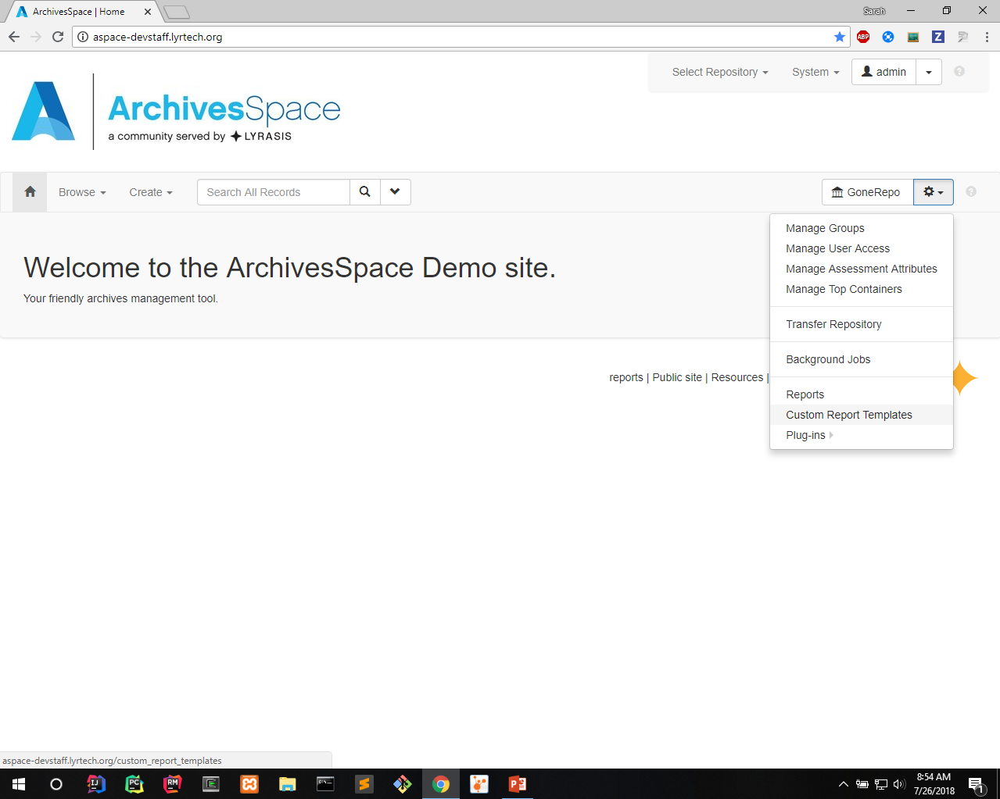 ArchivesSpace | Home
Sarah
aspace-devstaff.lyrtech.org
ABP
Z
Select Repository
System
admin
ArchivesSpace
a community served by LYRASIS
Browse
Create
Search All Records
GoneRepo
Manage Groups
Manage User Access
Manage Assessment Attributes
Manage Top Containers
Transfer Repository
Background Jobs
Reports
Custom Report Templates
Plug-ins
Welcome to the ArchivesSpace Demo site.
Your friendly archives management tool.
reports | Public site | Resources |
aspace-devstaff.lyrtech.org/custom_report_templates
IJ
PC
RM
8:54 AM
7/26/2018
1